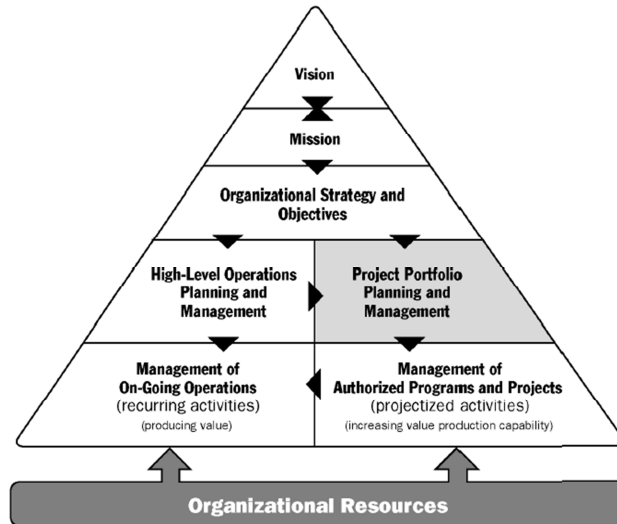 Vision
Mission
Organizational Strategy and
Objectives
High-Level Operations
Planning and
Management
Project Portfolio
Planning and
Management
Management of
On-Going Operations
(recurring activities)
(producing value)
Management of
Authorized Programs and Projects
(projectized activities)
(increasing value production capability)
Organizational Resources